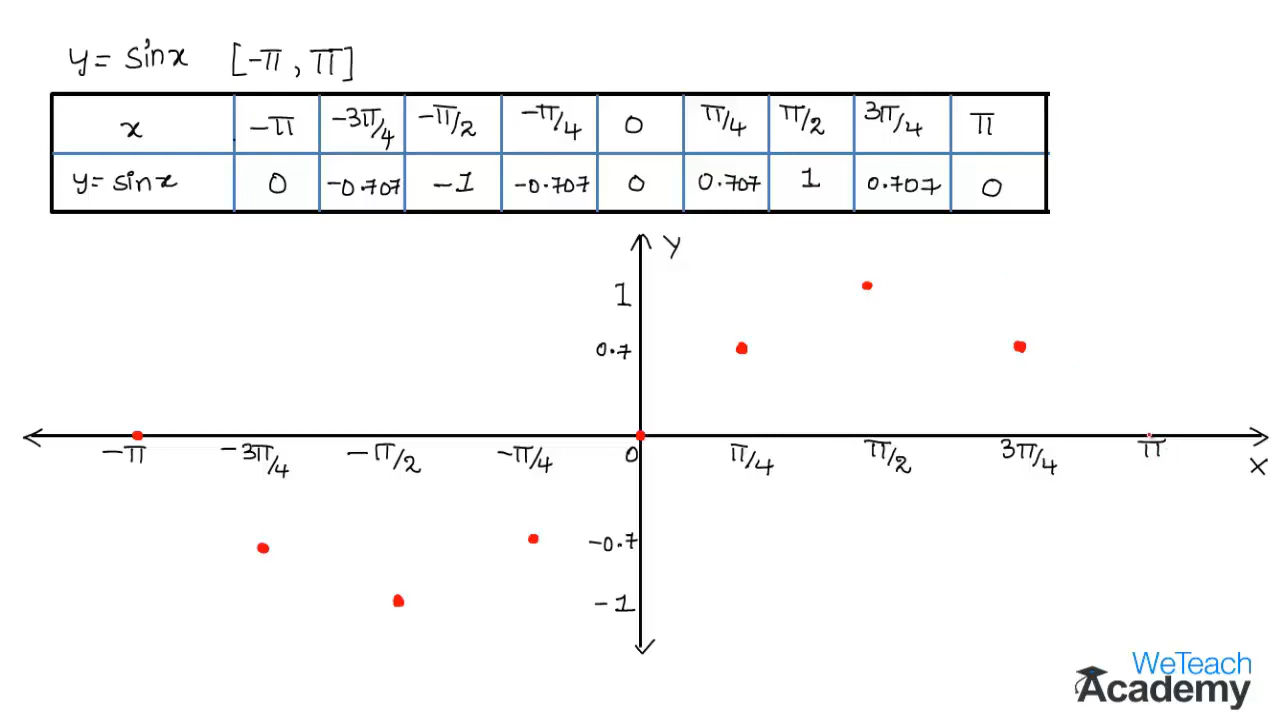 y = sinx [-π, π]
x -π -3π/4 -π/2 -π/4 0 π/4 π/2 3π/4 π
y = sinx 0 -0.707 -1 -0.707 0 0.707 1 0.707 0
Y
1
0.7
-π -3π/4 -π/2 -π/4 0 π/4 π/2 3π/4 π X
-0.7
-1
WeTeach
Academy